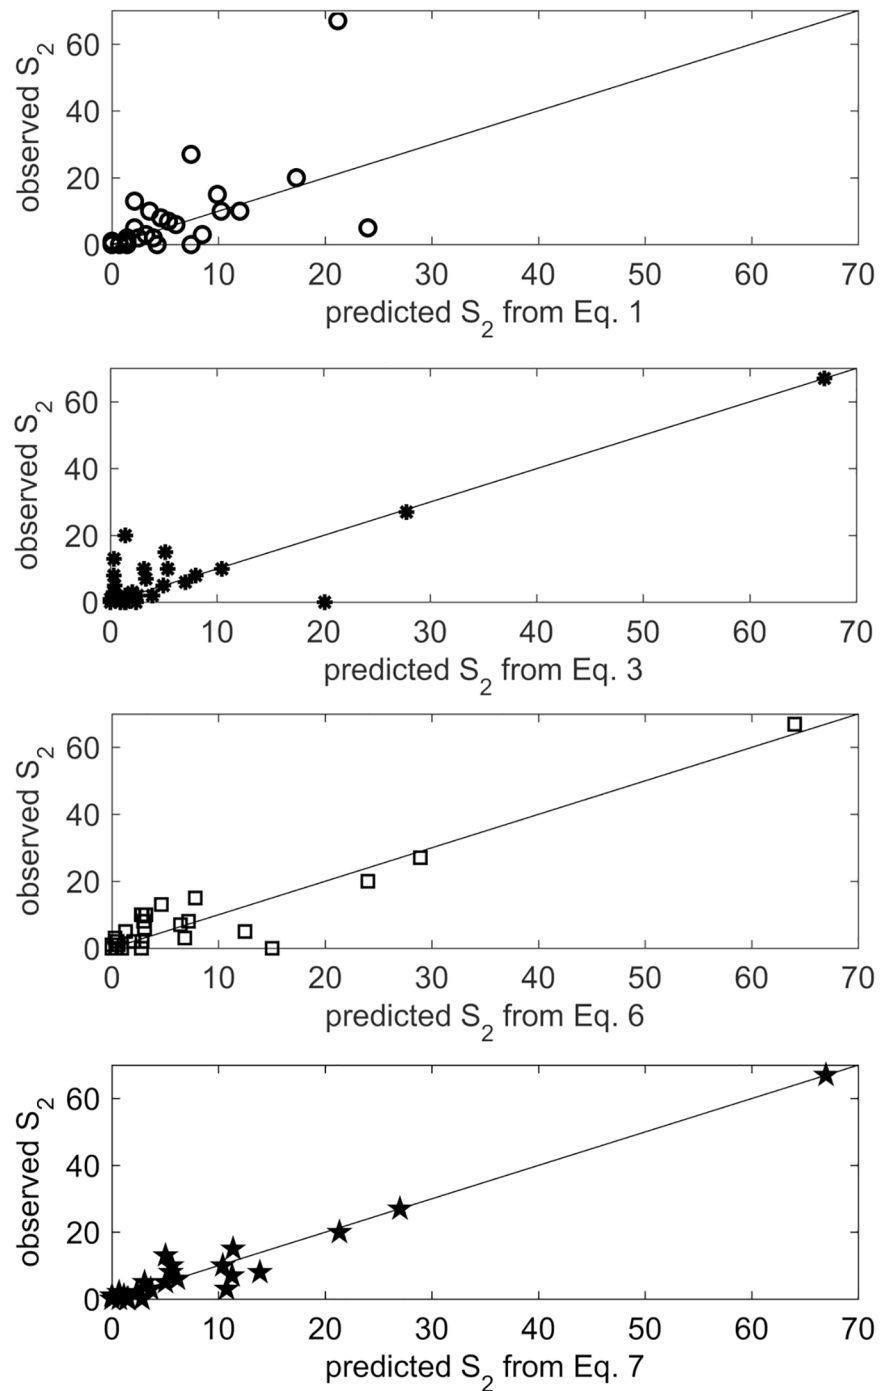 60
40
20
0
observed S₂
0 10 20 30 40 50 60 70
predicted S₂ from Eq. 1
60
40
20
0
observed S₂
0 10 20 30 40 50 60 70
predicted S₂ from Eq. 3
60
40
20
0
observed S₂
0 10 20 30 40 50 60 70
predicted S₂ from Eq. 6
60
40
20
0
observed S₂
0 10 20 30 40 50 60 70
predicted S₂ from Eq. 7